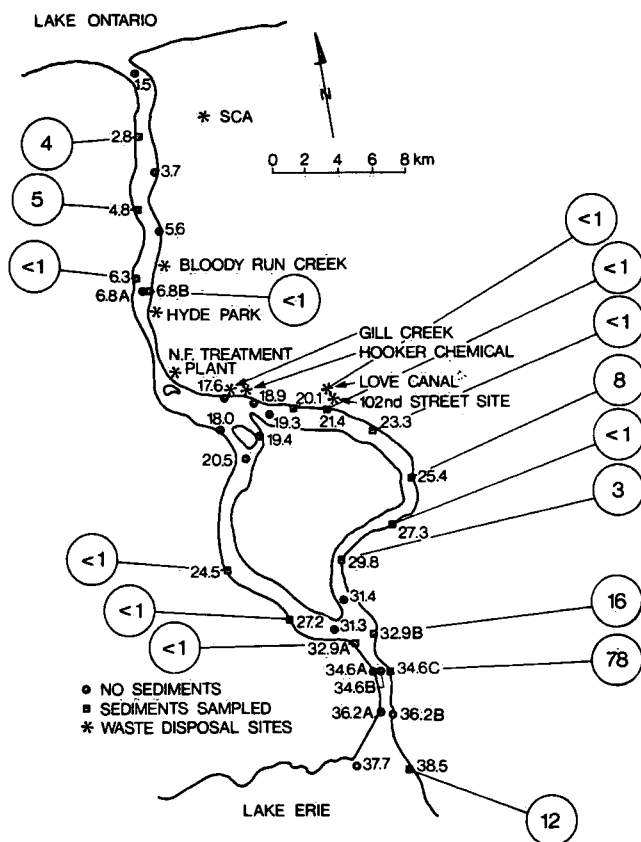 LAKE ONTARIO
1.5
N
* SCA
4
2.8
0 2 4 6 8 km
3.7
5
4.8
<1
5.6
<1
6.3
* BLOODY RUN CREEK
<1
6.8A
6.8B
<1
* HYDE PARK
<1
GILL CREEK
N.F. TREATMENT
PLANT
HOOKER CHEMICAL
8
17.6
LOVE CANAL
18.9
20.1
102nd STREET SITE
19.3
21.4
23.3
<1
18.0
19.4
20.5
25.4
3
27.3
<1
29.8
24.5
31.4
16
<1
27.2
31.3
32.9B
<1
32.9A
78
34.6A
34.6C
● NO SEDIMENTS
34.6B
■ SEDIMENTS SAMPLED
* WASTE DISPOSAL SITES
36.2A
36.2B
37.7
38.5
LAKE ERIE
12